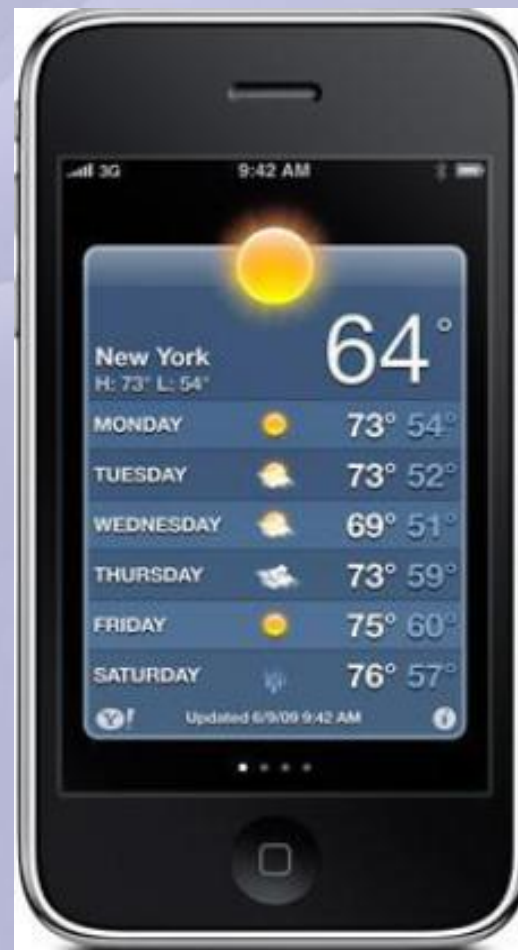 3G 9:42 AM
64°
New York
H: 73° L: 54°
MONDAY 73° 54°
TUESDAY 73° 52°
WEDNESDAY 69° 51°
THURSDAY 73° 59°
FRIDAY 75° 60°
SATURDAY 76° 57°
Y! Updated 6/9/09 9:42 AM i